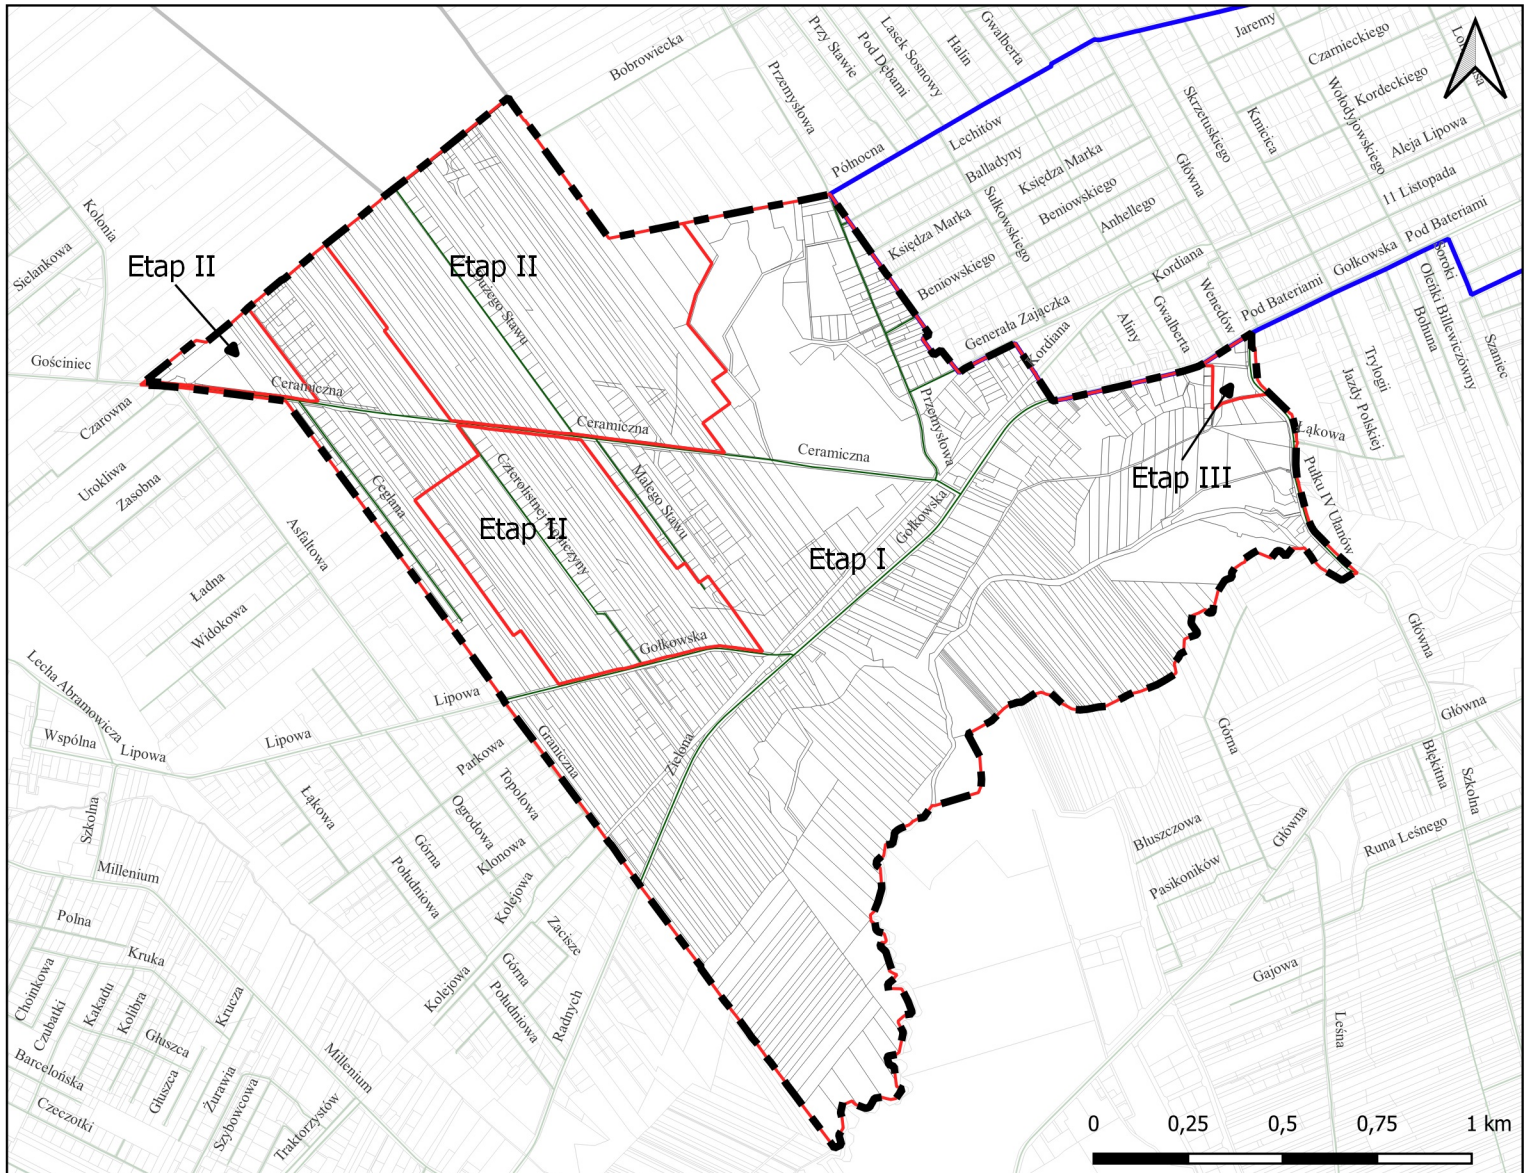 Bobrowiecka
Przemysłowa
Przy Stawie
Pod Dębami
Lasek Sosnowy
Halin
Gwalberta
Jaremy
Czarnieckiego
Kordeckiego
Wołodyjowskiego
Aleja Lipowa
Skrzetuskiego
Kmicica
Główna
11 Listopada
Pod Bateriami
Północna
Lechitów
Balladyny
Księdza Marka
Sułkowskiego
Beniowskiego
Anhellego
Księdza Marka
Beniowskiego
Kordiana
Wenedów
Gwalberta
Aliny
Generała Zajączka
Kordiana
Pod Bateriami
Gołkowska
Soroki
Oleńki Billewiczówny
Bohuna
Szaniec
Trylogii
Jazdy Polskiej
Łąkowa
Pułku IV Ułanów
Kolonia
Sielankowa
Gościniec
Etap II
Etap II
Dużego Stawu
Ceramiczna
Ceramiczna
Ceramiczna
Przemysłowa
Czarowna
Urokliwa
Zasobna
Asfaltowa
Ceglana
Czterolistnej Kończyny
Małego Stawu
Etap II
Etap I
Etap III
Gołkowska
Gołkowska
Ładna
Widokowa
Lecha Abramowicza
Wspólna
Lipowa
Lipowa
Lipowa
Szkolna
Graniczna
Zielona
Parkowa
Topolowa
Ogrodowa
Klonowa
Łąkowa
Górna
Południowa
Kolejowa
Zacisze
Górna
Południowa
Kolejowa
Radnych
Millenium
Polna
Kruka
Choinkowa
Czubatki
Kakadu
Kolibra
Krucza
Głuszca
Głuszca
Barcelońska
Czeczotki
Żurawia
Szybowcowa
Traktorzystów
Millenium
Główna
Główna
Górna
Błękitna
Szkolna
Główna
Bluszczowa
Pasikoników
Runa Leśnego
Gajowa
Leśna
0 0,25 0,5 0,75 1 km